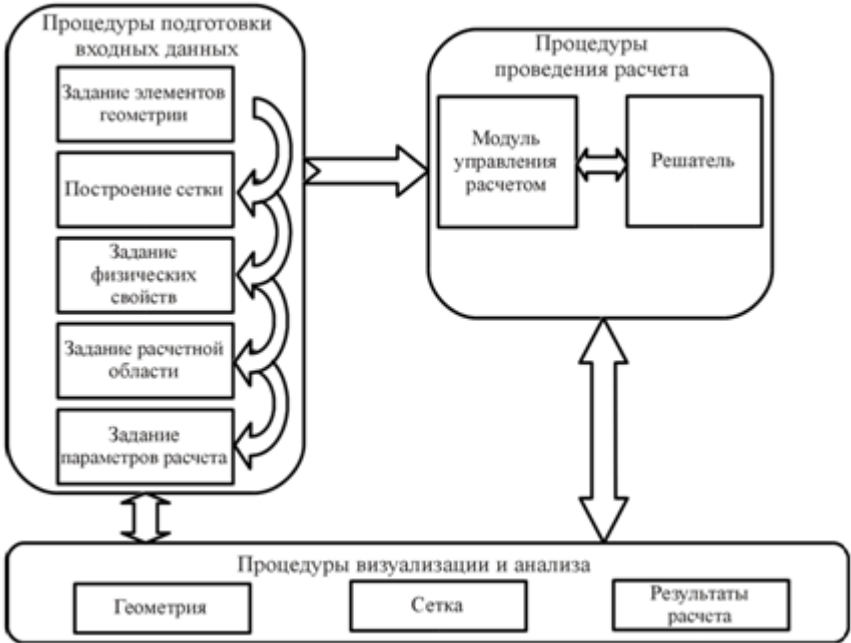 Процедуры подготовки
входных данных
Задание элементов
геометрии
Построение сетки
Задание
физических
свойств
Задание расчетной
области
Задание
параметров расчета
Процедуры
проведения расчета
Модуль
управления
расчетом
Решатель
Процедуры визуализации и анализа
Геометрия
Сетка
Результаты
расчета